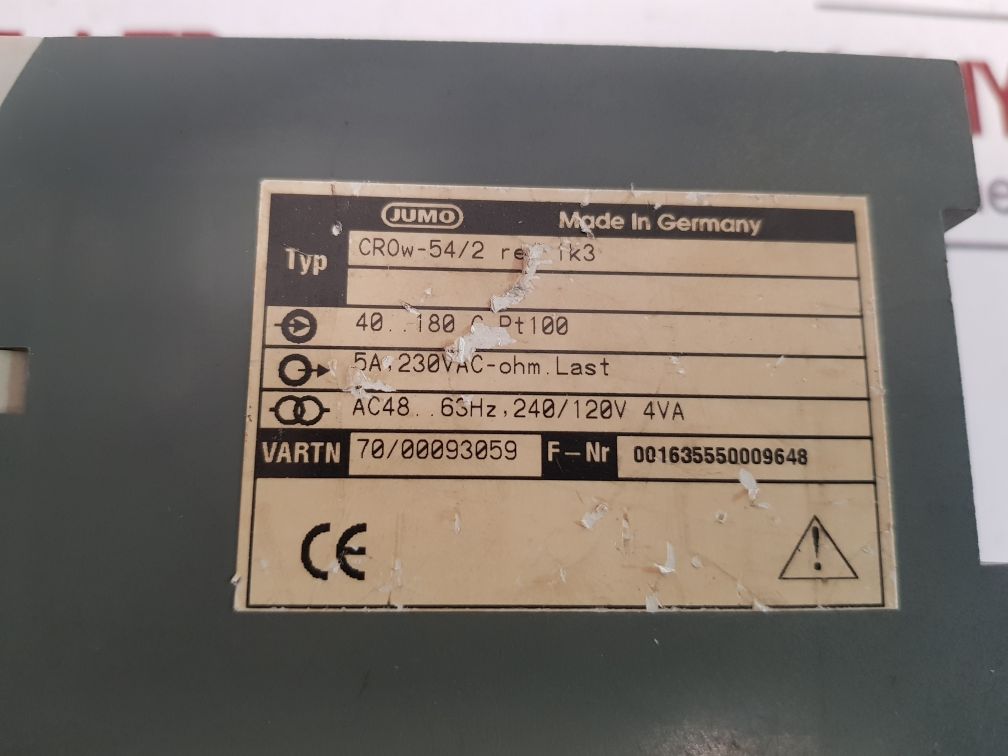 JUMO Made In Germany
Typ CROw-54/2
40..180 C Pt100
5A,230VAC-ohm.Last
AC48..63Hz,240/120V 4VA
VARTN 70/00093059 F-Nr 001635550009648
CE